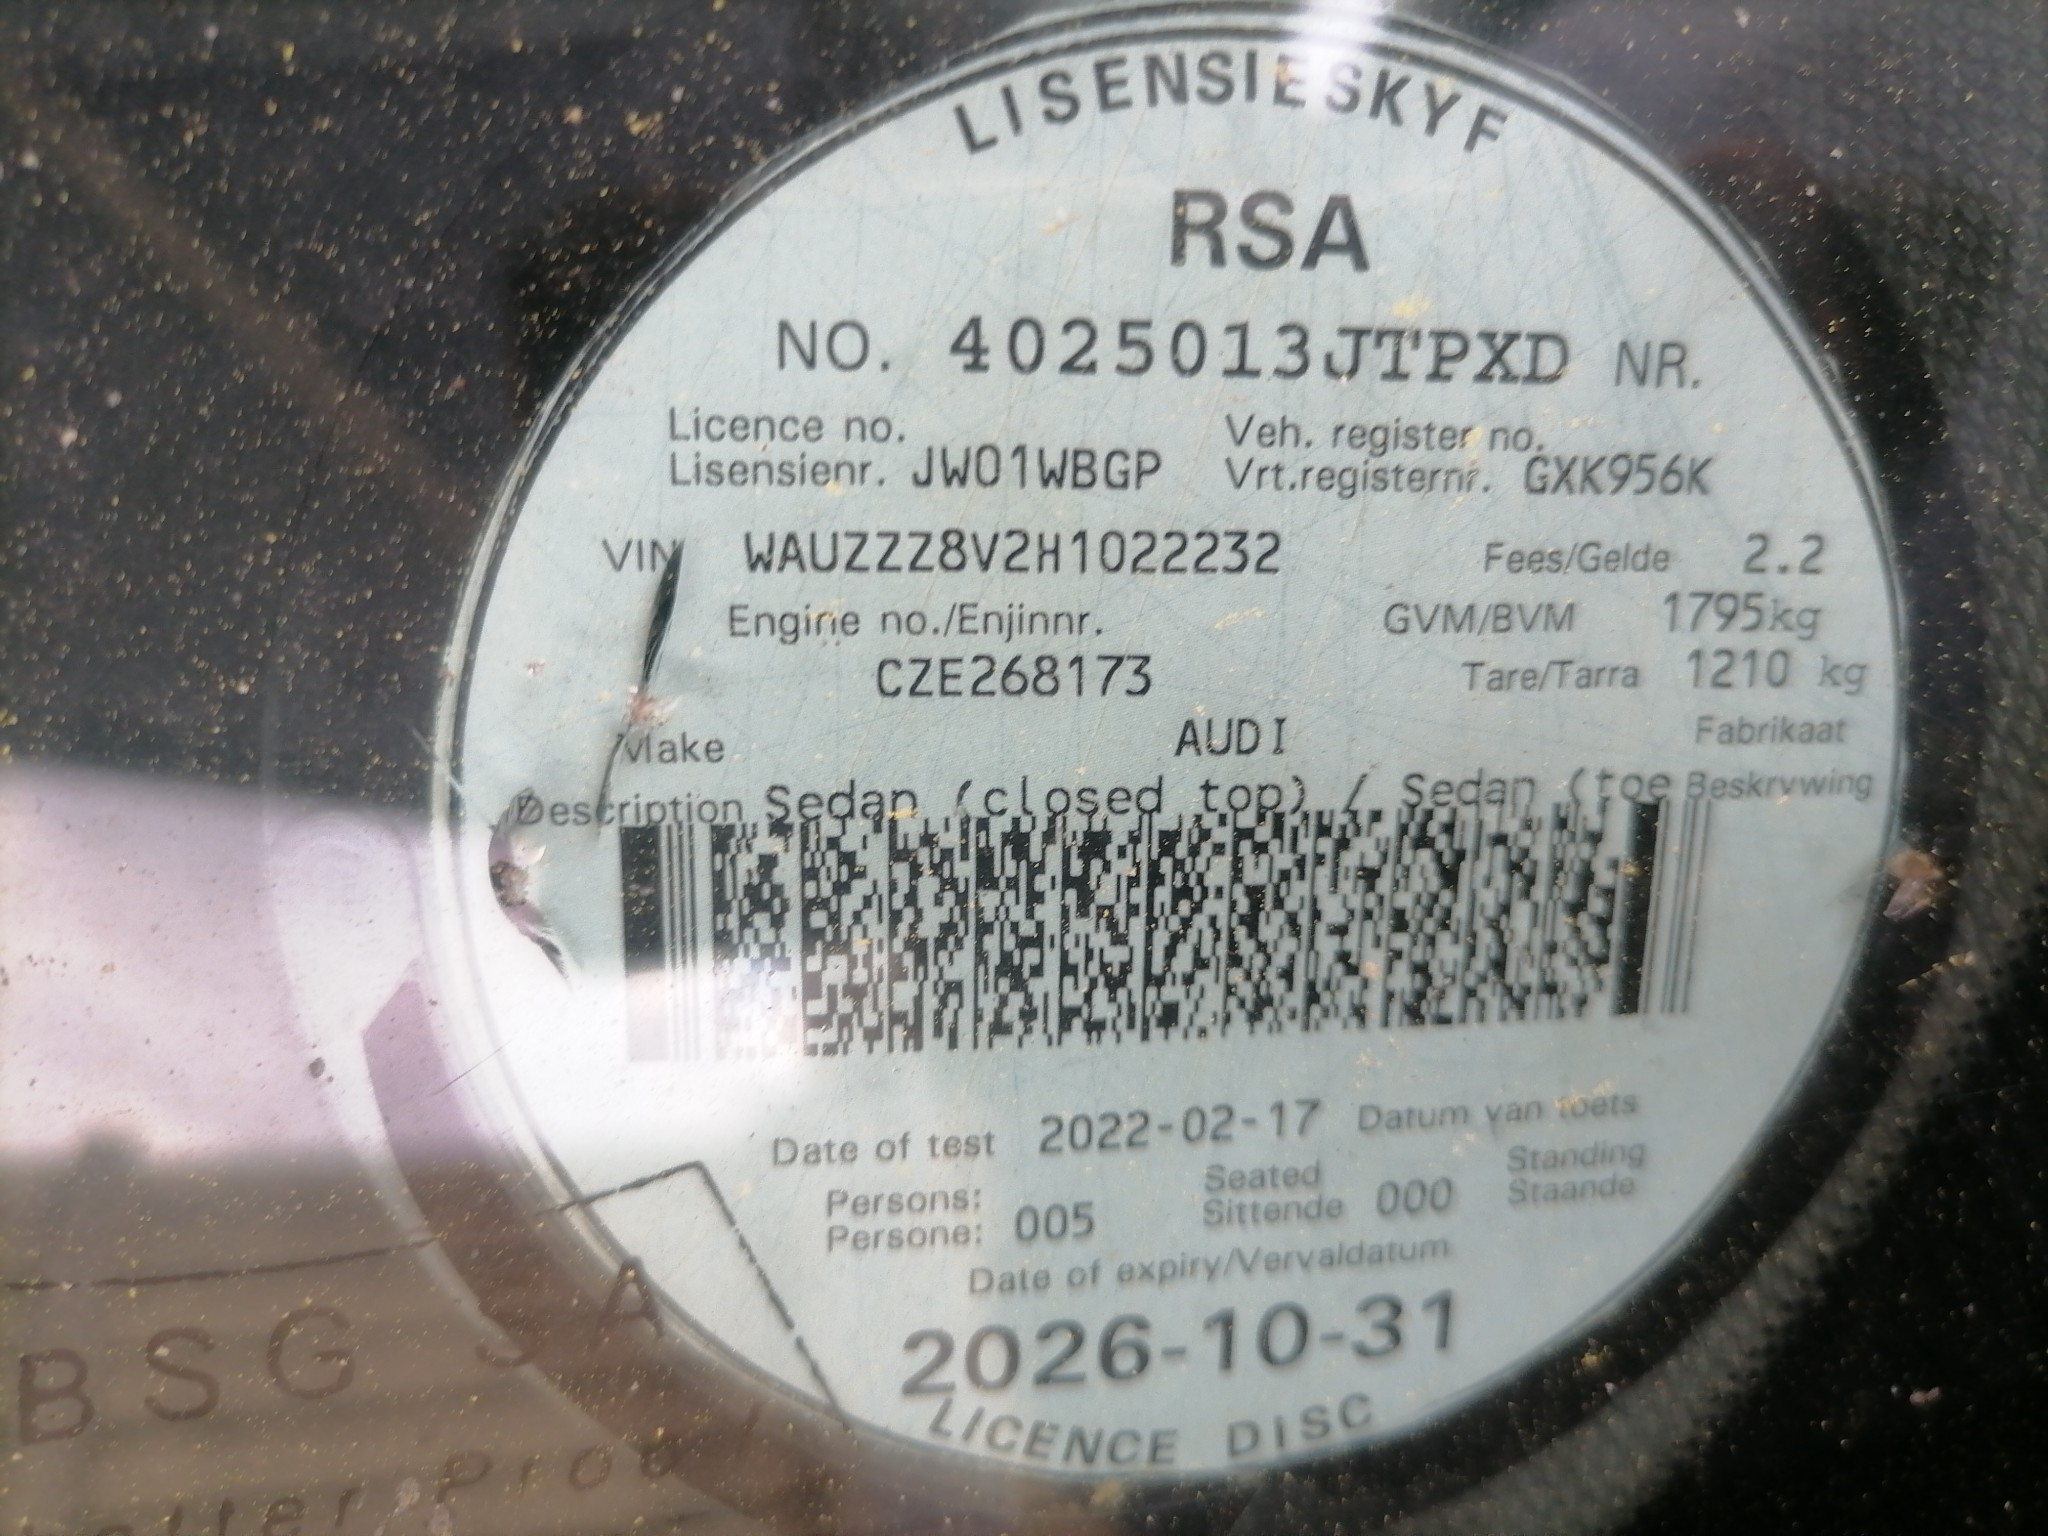 LISENSIESKYF
RSA
NO. 4025013JTPXD NR.
Licence no. Veh. register no.
Lisensienr. JW01WBGP Vrt.registernr. GXK956K
VIN WAUZZZ8V2H1022232 Fees/Gelde 2.2
Engine no./Enjinnr. GVM/BVM 1795kg
CZE268173 Tare/Tarra 1210 kg
Make AUDI Fabrikaat
Description Sedan (closed top) / Sedan (toe Beskrywing
Date of test 2022-02-17 Datum van toets
Persons: Seated Standing
Persone: 005 Sittende 000 Staande
Date of expiry/Vervaldatum
2026-10-31
LICENCE DISC
BSG SA